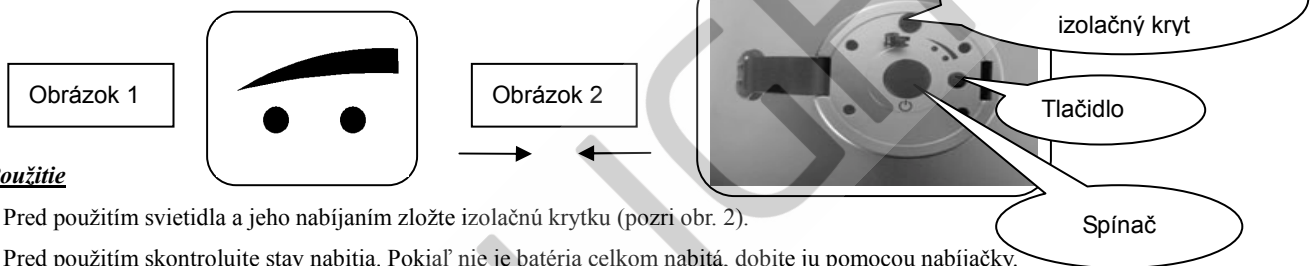 izolačný kryt
Obrázok 1
Obrázok 2
Tlačidlo
Spínač
Použitie
Pred použitím svietidla a jeho nabíjaním zložte izolačnú krytku (pozri obr. 2).
Pred použitím skontrolujte stav nabitia. Pokiaľ nie je batéria celkom nabitá, dobite ju pomocou nabíjačky.